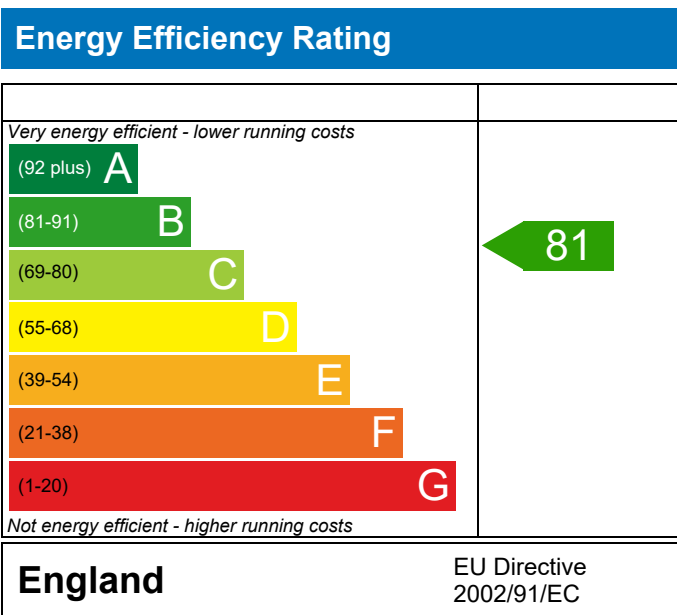 Energy Efficiency Rating
Very energy efficient - lower running costs
(92 plus) A
(81-91) B
81
(69-80) C
(55-68) D
(39-54) E
(21-38) F
(1-20) G
Not energy efficient - higher running costs
England
EU Directive
2002/91/EC